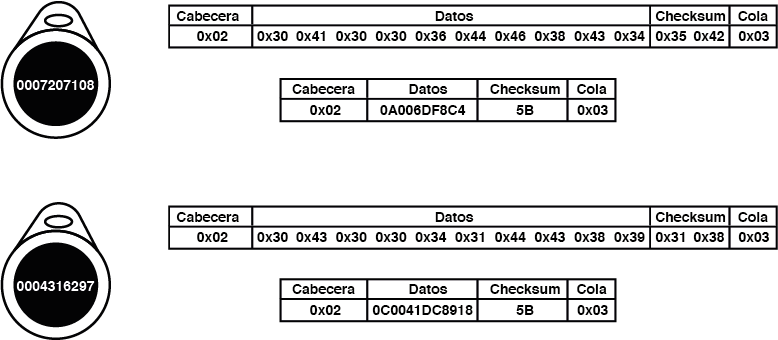 Cabecera Datos Checksum Cola
0x02 0x30 0x41 0x30 0x30 0x36 0x44 0x46 0x38 0x43 0x34 0x35 0x42 0x03
0007207108
Cabecera Datos Checksum Cola
0x02 0A006DF8C4 5B 0x03
Cabecera Datos Checksum Cola
0x02 0x30 0x43 0x30 0x30 0x34 0x31 0x44 0x43 0x38 0x39 0x31 0x38 0x03
0004316297
Cabecera Datos Checksum Cola
0x02 0C0041DC8918 5B 0x03